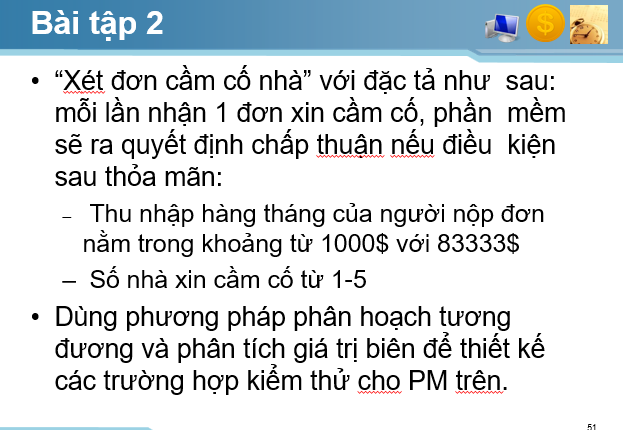 Bài tập 2
• “Xét đơn cầm cố nhà” với đặc tả như sau:
mỗi lần nhận 1 đơn xin cầm cố, phần mềm
sẽ ra quyết định chấp thuận nếu điều kiện
sau thỏa mãn:
– Thu nhập hàng tháng của người nộp đơn
nằm trong khoảng từ 1000$ với 83333$
– Số nhà xin cầm cố từ 1-5
• Dùng phương pháp phân hoạch tương
đương và phân tích giá trị biên để thiết kế
các trường hợp kiểm thử cho PM trên.
51